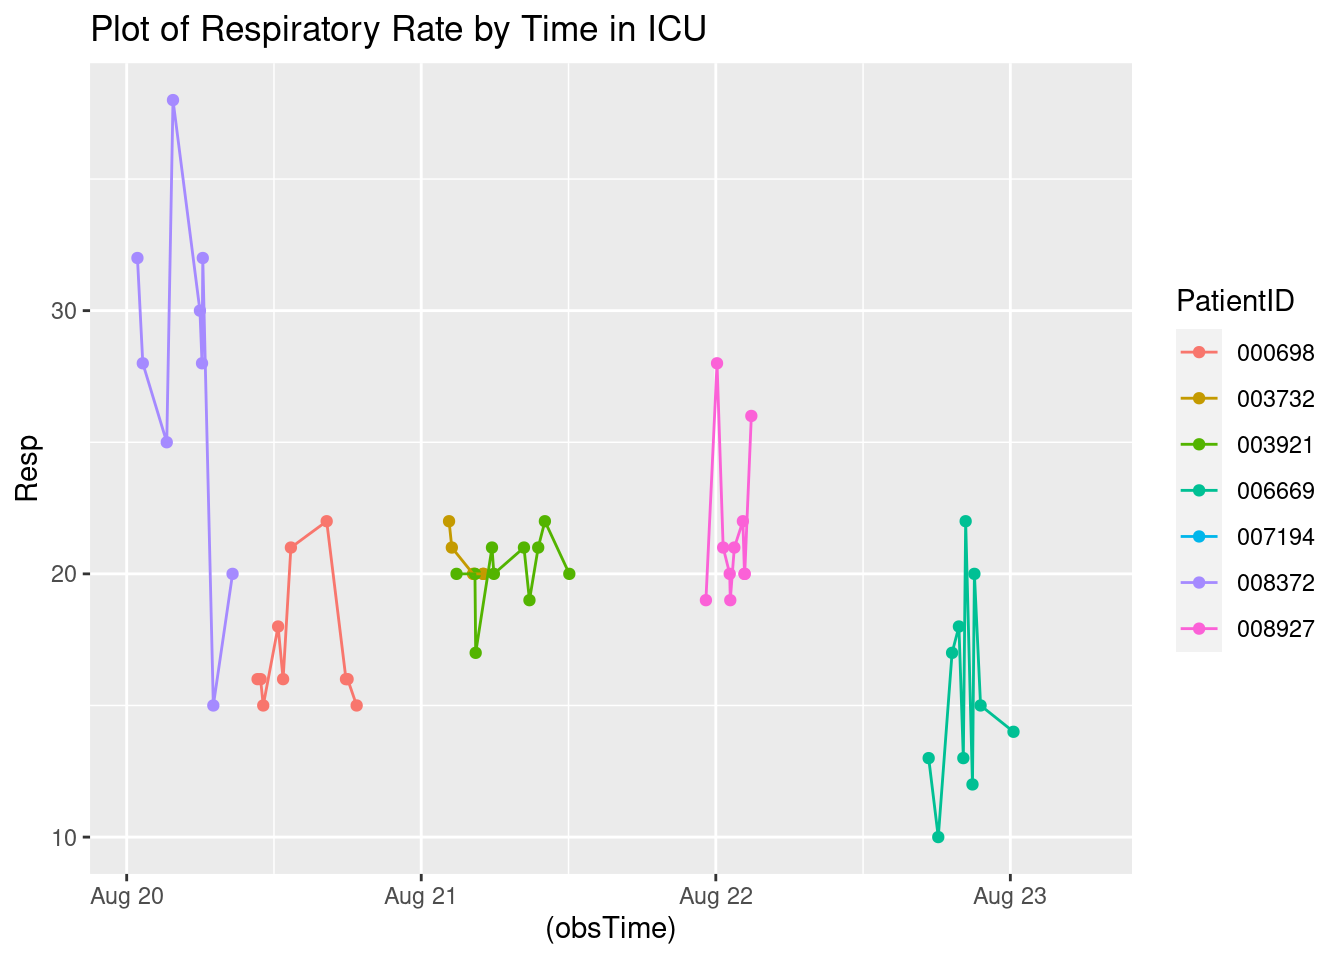 Plot of Respiratory Rate by Time in ICU
Resp
30
20
10
Aug 20
Aug 21
Aug 22
Aug 23
(obsTime)
PatientID
000698
003732
003921
006669
007194
008372
008927